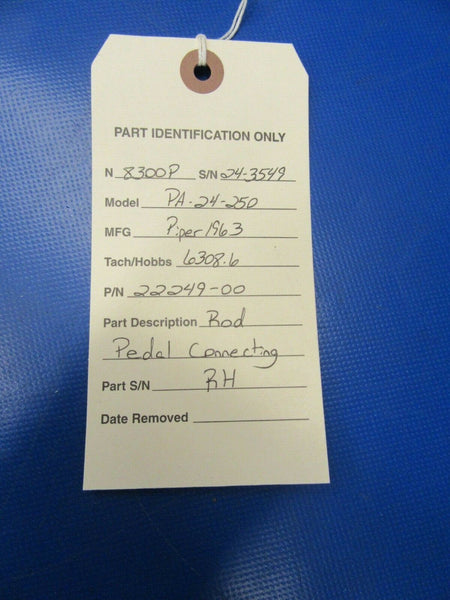 PART IDENTIFICATION ONLY
N 8300P S/N 24-3549
Model PA-24-250
MFG Piper 1963
Tach/Hobbs 6308.6
P/N 22249-00
Part Description Rod
Pedal Connecting
Part S/N RH
Date Removed